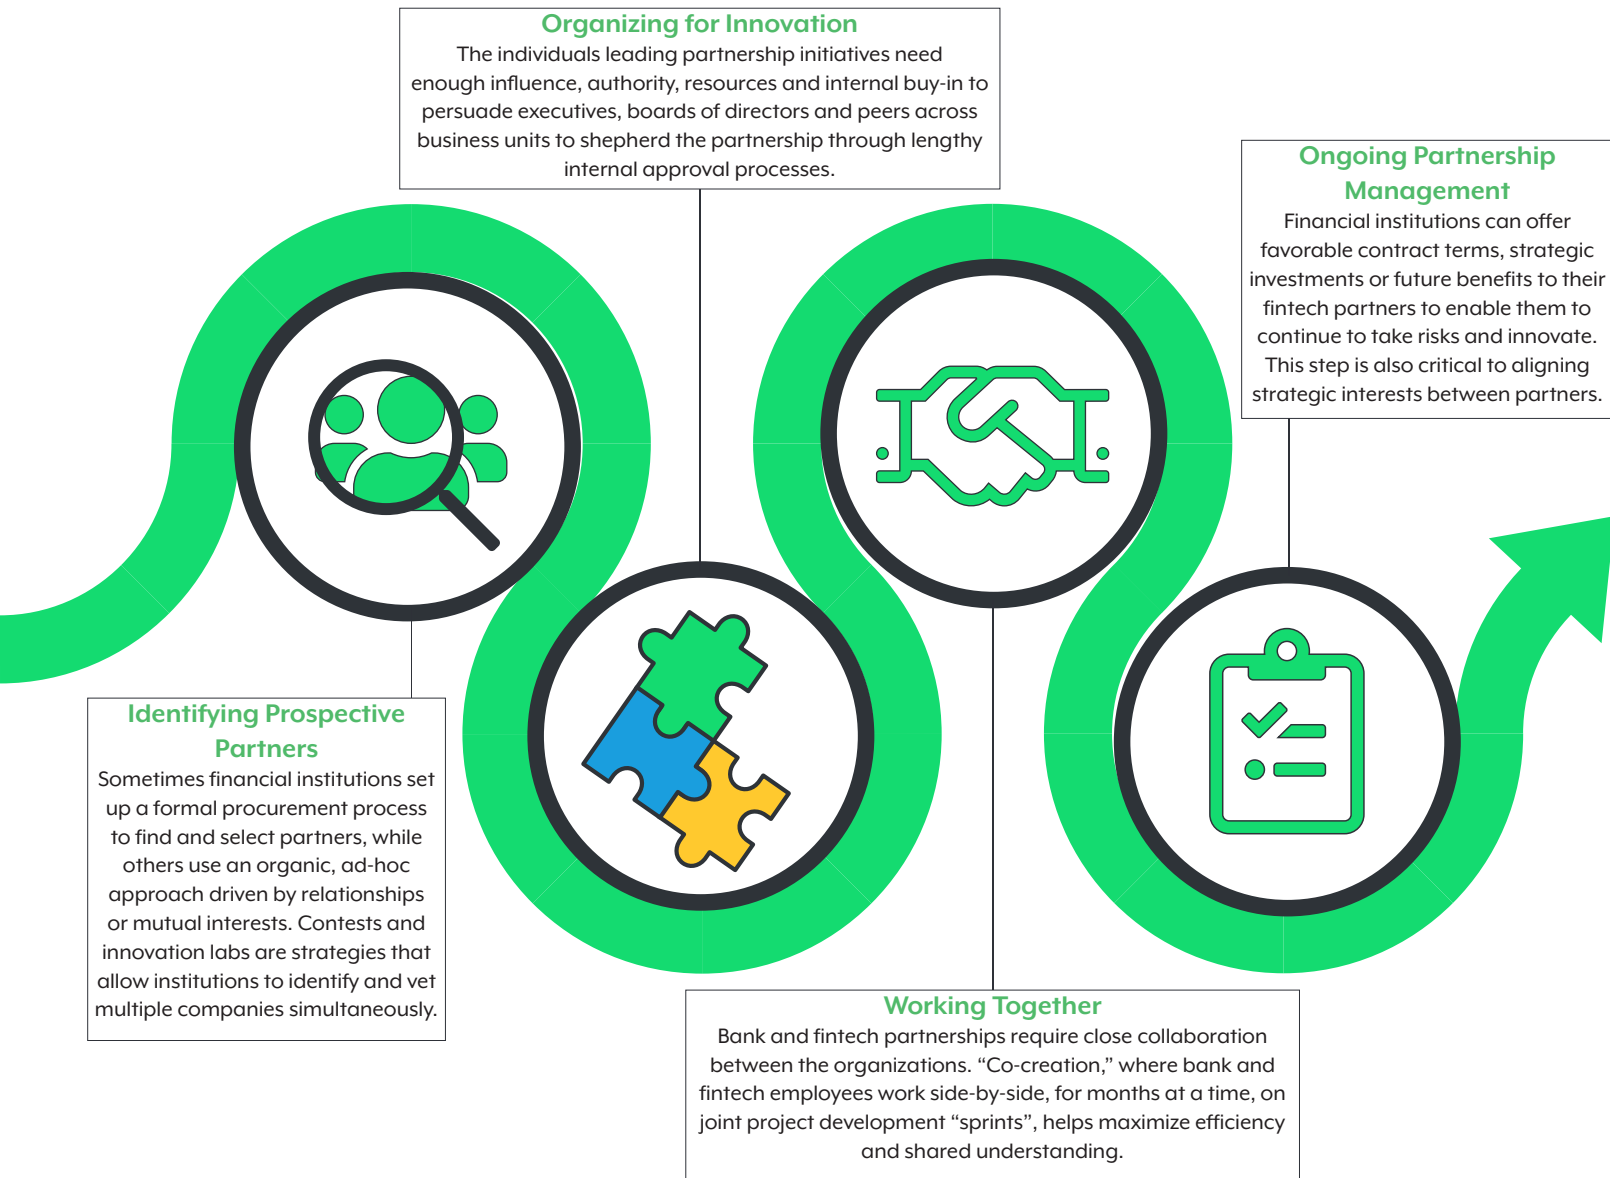 Organizing for Innovation
The individuals leading partnership initiatives need
enough influence, authority, resources and internal buy-in to
persuade executives, boards of directors and peers across
business units to shepherd the partnership through lengthy
internal approval processes.
Ongoing Partnership
Management
Financial institutions can offer
favorable contract terms, strategic
investments or future benefits to their
fintech partners to enable them to
continue to take risks and innovate.
This step is also critical to aligning
strategic interests between partners.
Identifying Prospective
Partners
Sometimes financial institutions set
up a formal procurement process
to find and select partners, while
others use an organic, ad-hoc
approach driven by relationships
or mutual interests. Contests and
innovation labs are strategies that
allow institutions to identify and vet
multiple companies simultaneously.
Working Together
Bank and fintech partnerships require close collaboration
between the organizations. “Co-creation,” where bank and
fintech employees work side-by-side, for months at a time, on
joint project development “sprints”, helps maximize efficiency
and shared understanding.